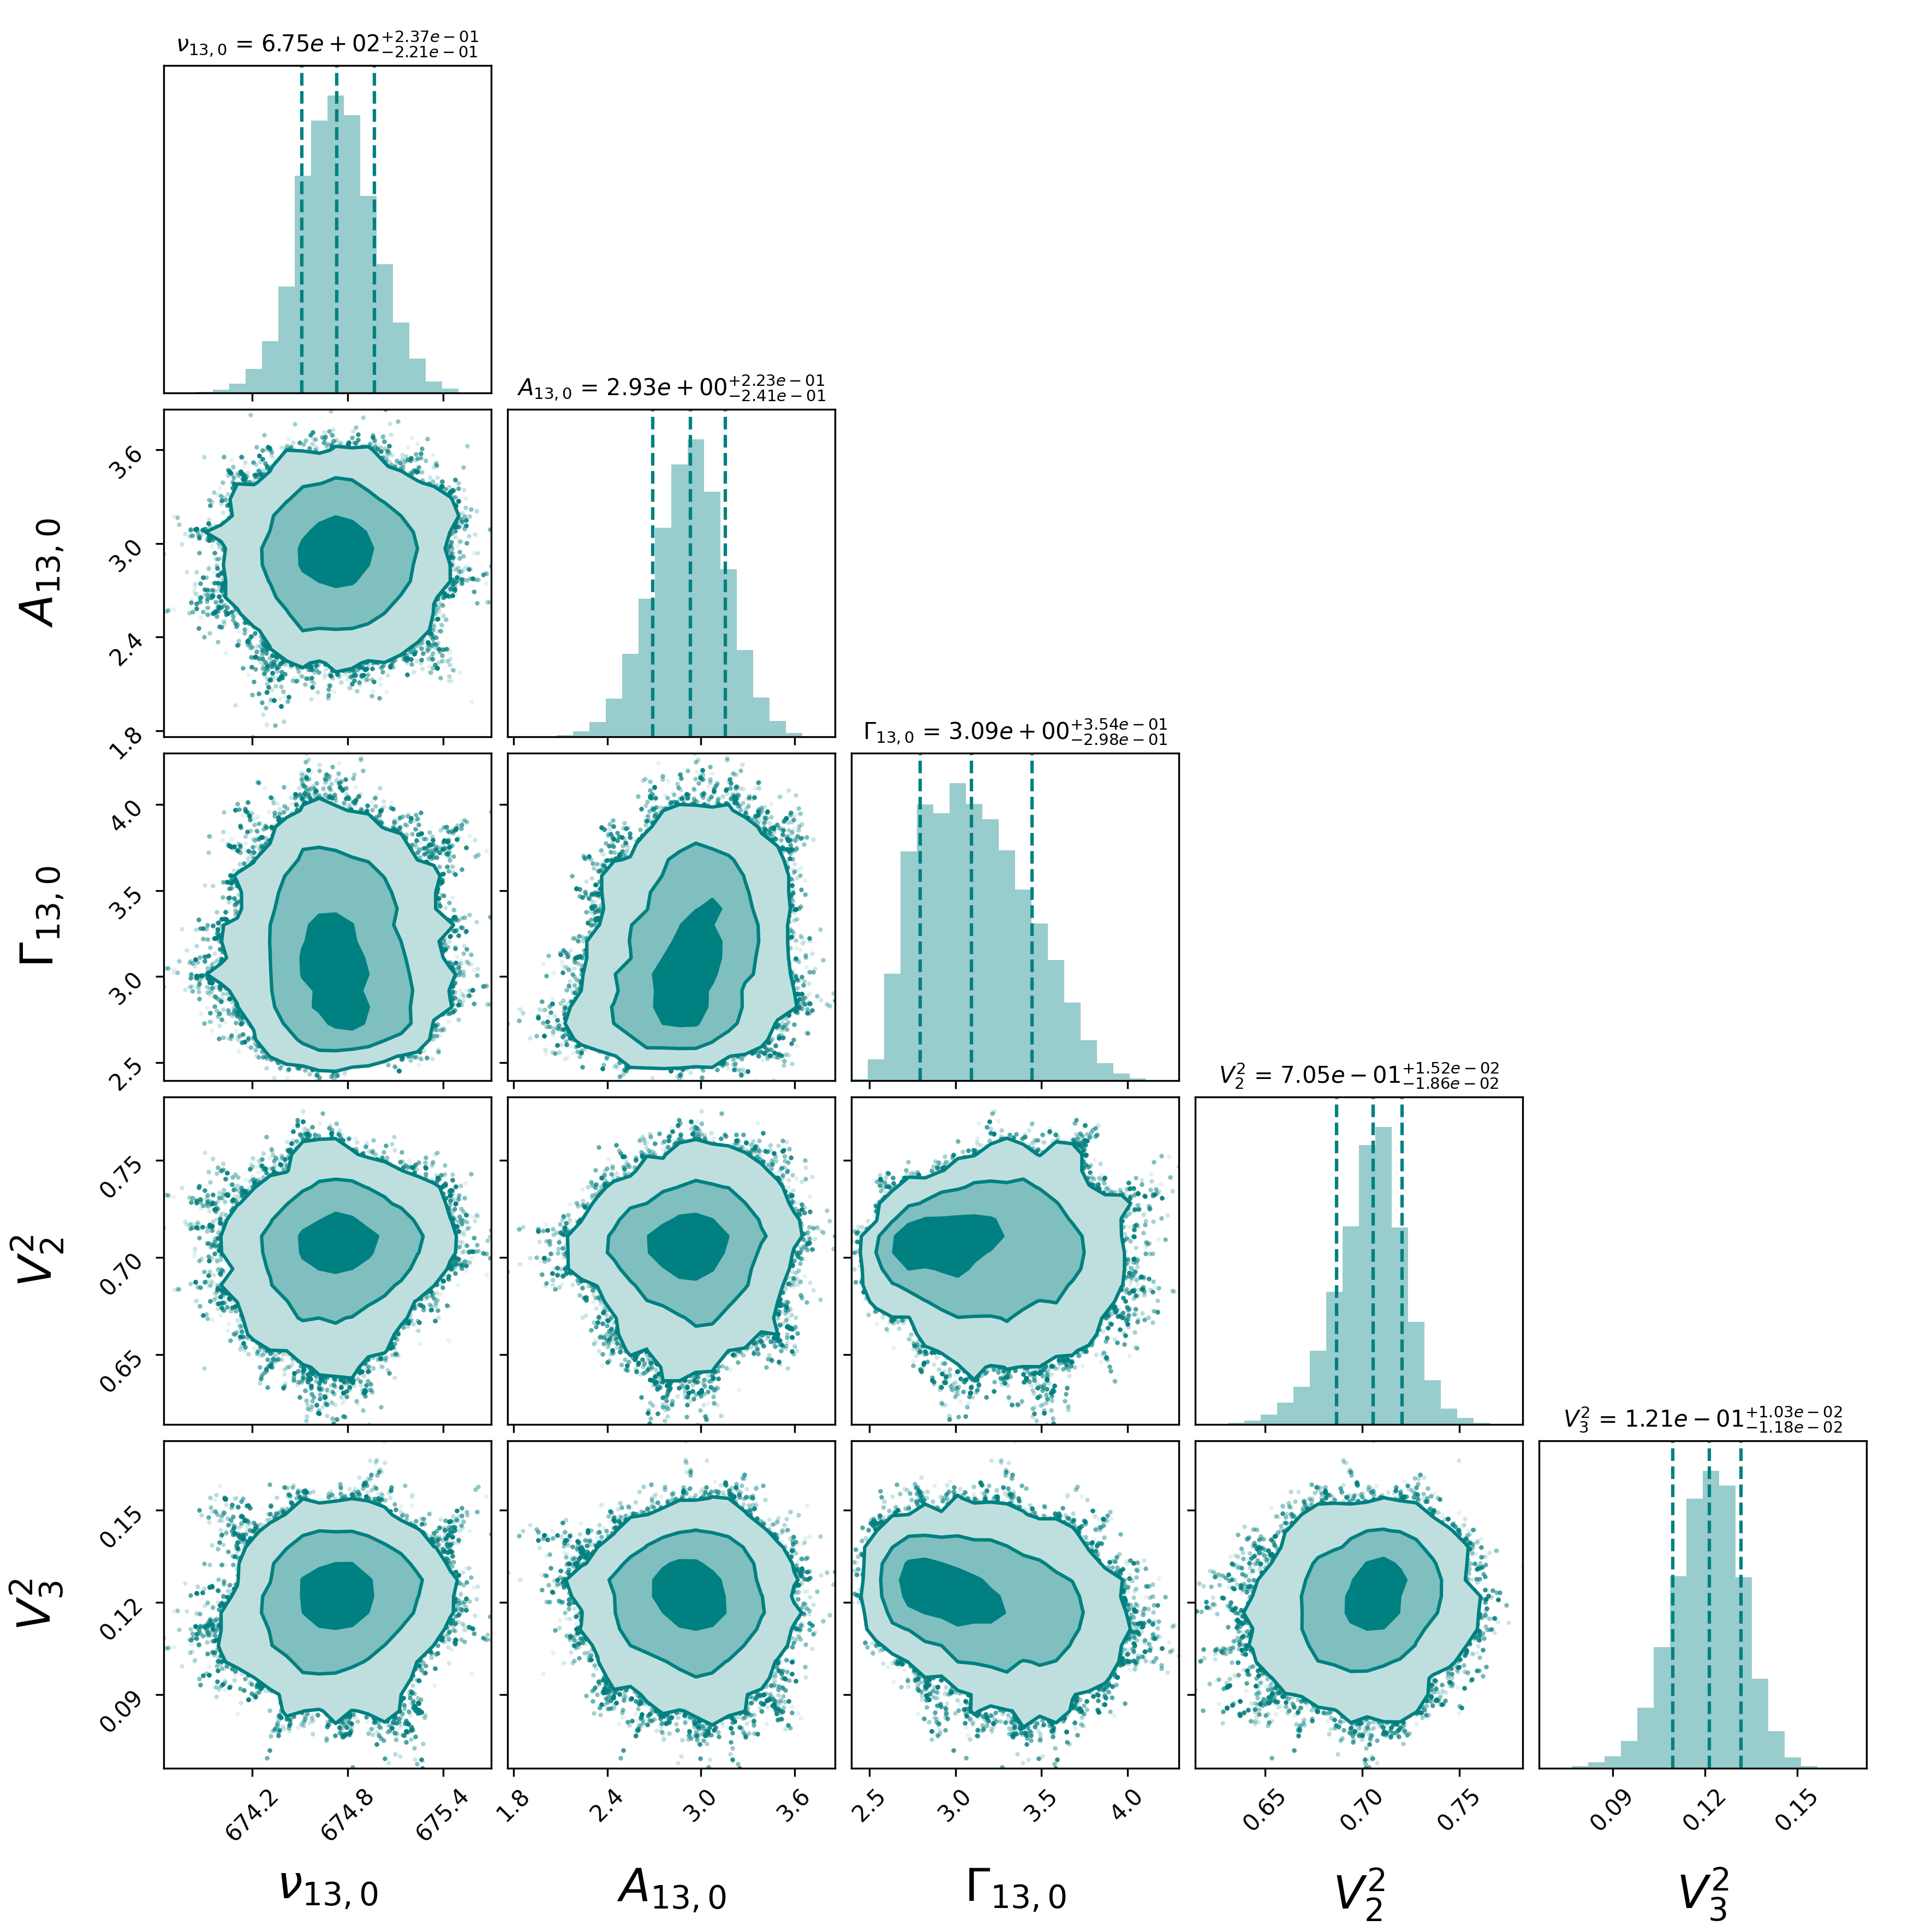 ν13,0 = 6.75e + 02 +2.37e − 01 −2.21e − 01
A13,0 = 2.93e + 00 +2.23e − 01 −2.41e − 01
3.6
3.0
2.4
1.8
A13,0
Γ13,0 = 3.09e + 00 +3.54e − 01 −2.98e − 01
4.0
3.5
3.0
2.5
Γ13,0
V₂² = 7.05e − 01 +1.52e − 02 −1.86e − 02
0.75
0.70
0.65
V₂²
V₃² = 1.21e − 01 +1.03e − 02 −1.18e − 02
0.15
0.12
0.09
V₃²
674.2 674.8 675.4 1.8 2.4 3.0 3.6 2.5 3.0 3.5 4.0 0.65 0.70 0.75 0.09 0.12 0.15
ν13,0 A13,0 Γ13,0 V₂² V₃²